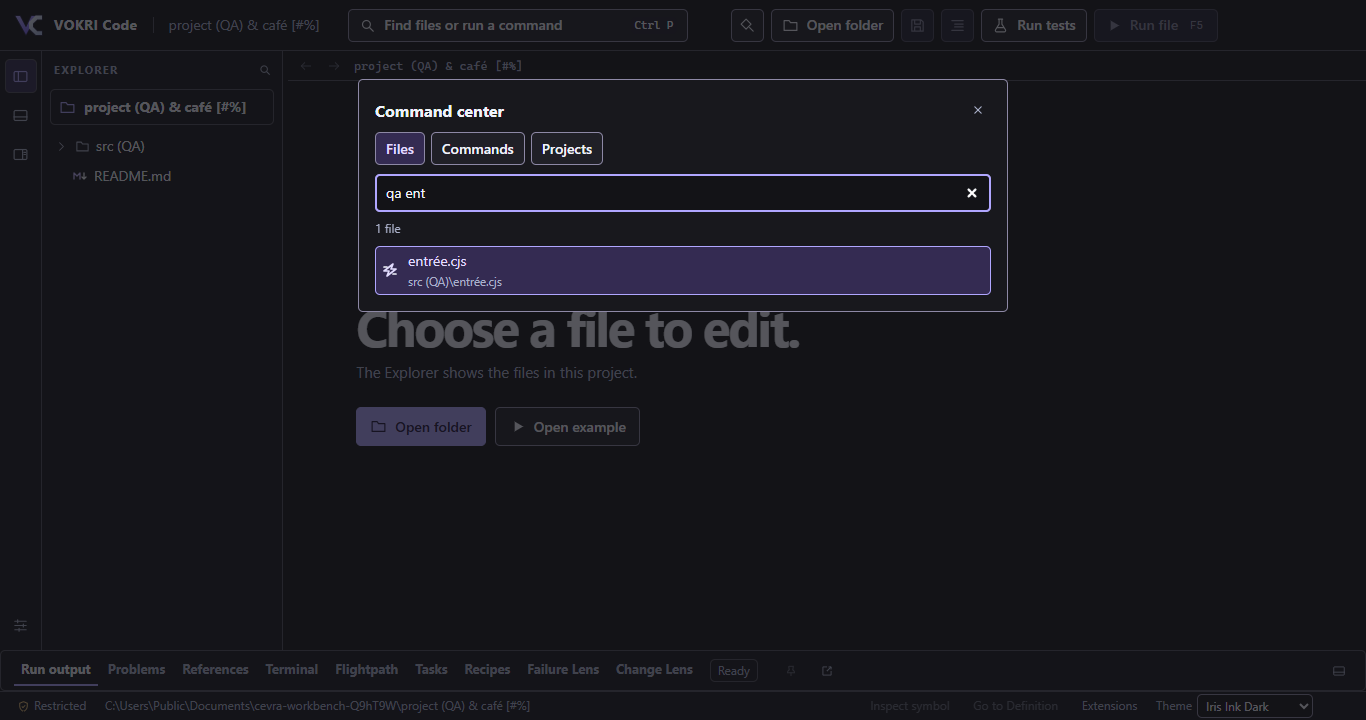 VOKRI Code project (QA) & café [#%] Find files or run a command Ctrl P Open folder Run tests Run file F5
EXPLORER
project (QA) & café [#%]
project (QA) & café [#%]
src (QA)
README.md
Command center
Files Commands Projects
qa ent
1 file
entrée.cjs
src (QA)\entrée.cjs
Choose a file to edit.
The Explorer shows the files in this project.
Open folder Open example
Run output Problems References Terminal Flightpath Tasks Recipes Failure Lens Change Lens Ready
Restricted C:\Users\Public\Documents\cevra-workbench-Q9hT9W\project (QA) & café [#%] Inspect symbol Go to Definition Extensions Theme Iris Ink Dark